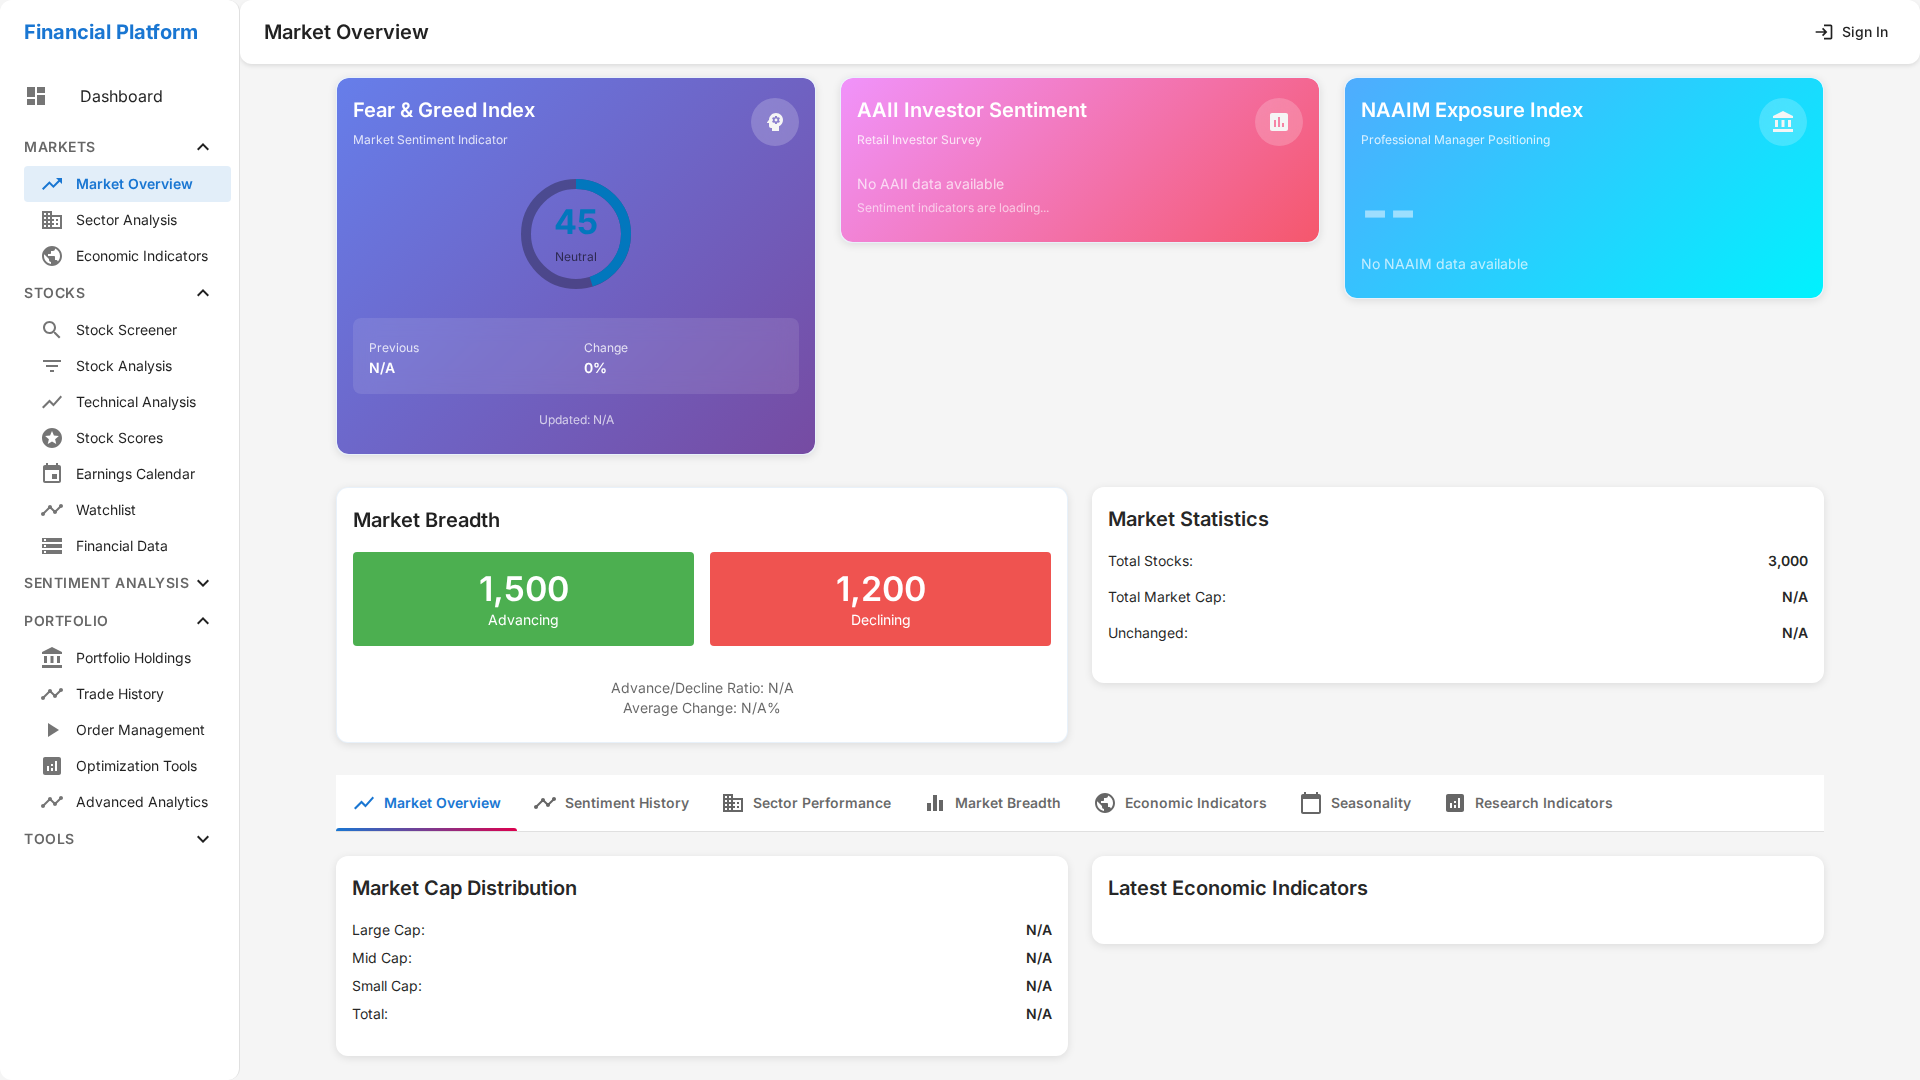 Financial Platform
Dashboard
MARKETS
Market Overview
Sector Analysis
Economic Indicators
STOCKS
Stock Screener
Stock Analysis
Technical Analysis
Stock Scores
Earnings Calendar
Watchlist
Financial Data
SENTIMENT ANALYSIS
PORTFOLIO
Portfolio Holdings
Trade History
Order Management
Optimization Tools
Advanced Analytics
TOOLS
Market Overview
Sign In
Fear & Greed Index
Market Sentiment Indicator
45
Neutral
Previous
N/A
Change
0%
Updated: N/A
AAII Investor Sentiment
Retail Investor Survey
No AAII data available
Sentiment indicators are loading...
NAAIM Exposure Index
Professional Manager Positioning
--
No NAAIM data available
Market Breadth
1,500
Advancing
1,200
Declining
Advance/Decline Ratio: N/A
Average Change: N/A%
Market Statistics
Total Stocks: 3,000
Total Market Cap: N/A
Unchanged: N/A
Market Overview
Sentiment History
Sector Performance
Market Breadth
Economic Indicators
Seasonality
Research Indicators
Market Cap Distribution
Large Cap: N/A
Mid Cap: N/A
Small Cap: N/A
Total: N/A
Latest Economic Indicators